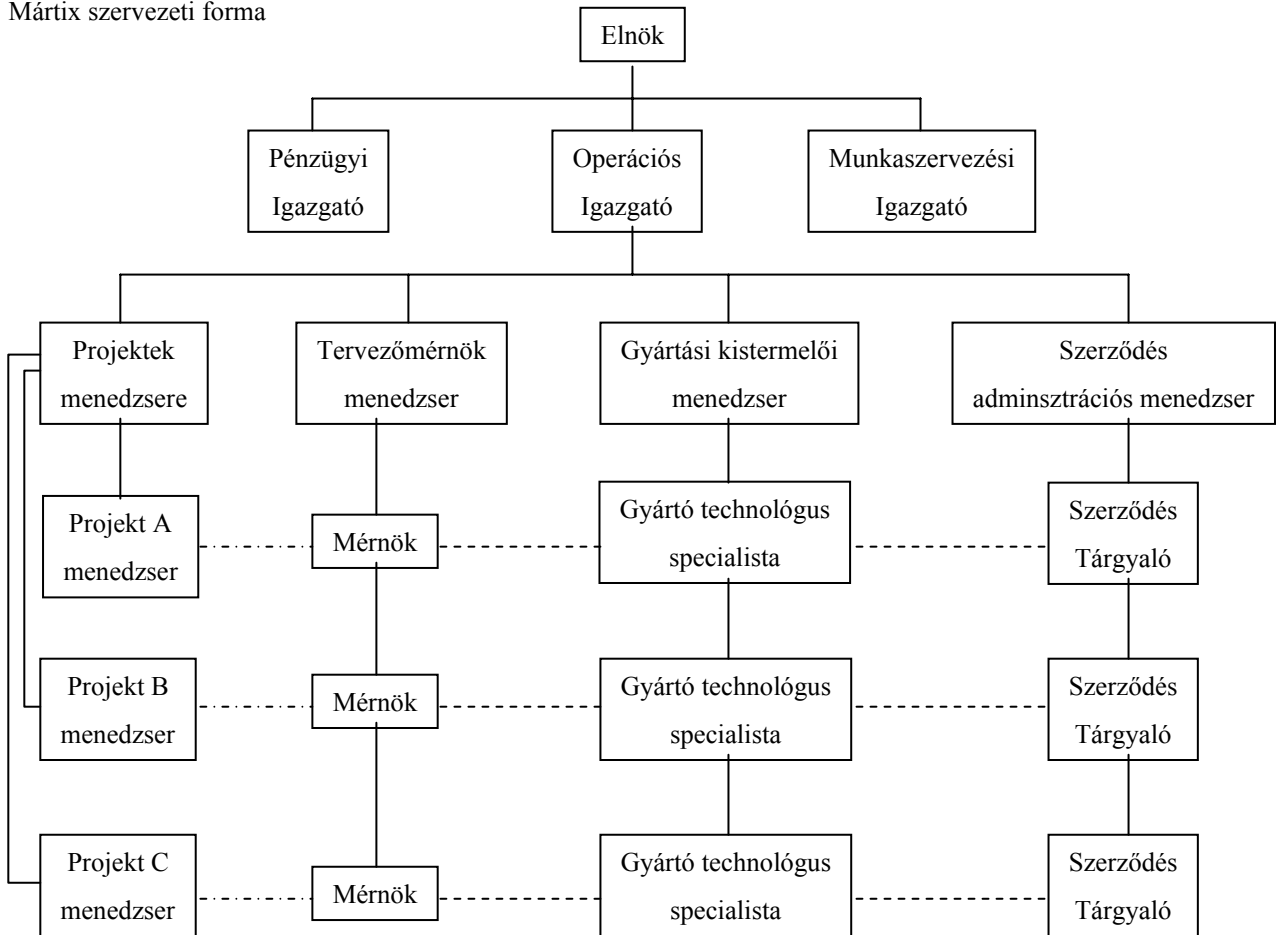 Mártix szervezeti forma
Elnök
Pénzügyi
Igazgató
Operációs
Igazgató
Munkaszervezési
Igazgató
Projektek
menedzsere
Tervezőmérnök
menedzser
Gyártási kistermelői
menedzser
Szerződés
adminsztrációs menedzser
Projekt A
menedzser
Mérnök
Gyártó technológus
specialista
Szerződés
Tárgyaló
Projekt B
menedzser
Mérnök
Gyártó technológus
specialista
Szerződés
Tárgyaló
Projekt C
menedzser
Mérnök
Gyártó technológus
specialista
Szerződés
Tárgyaló